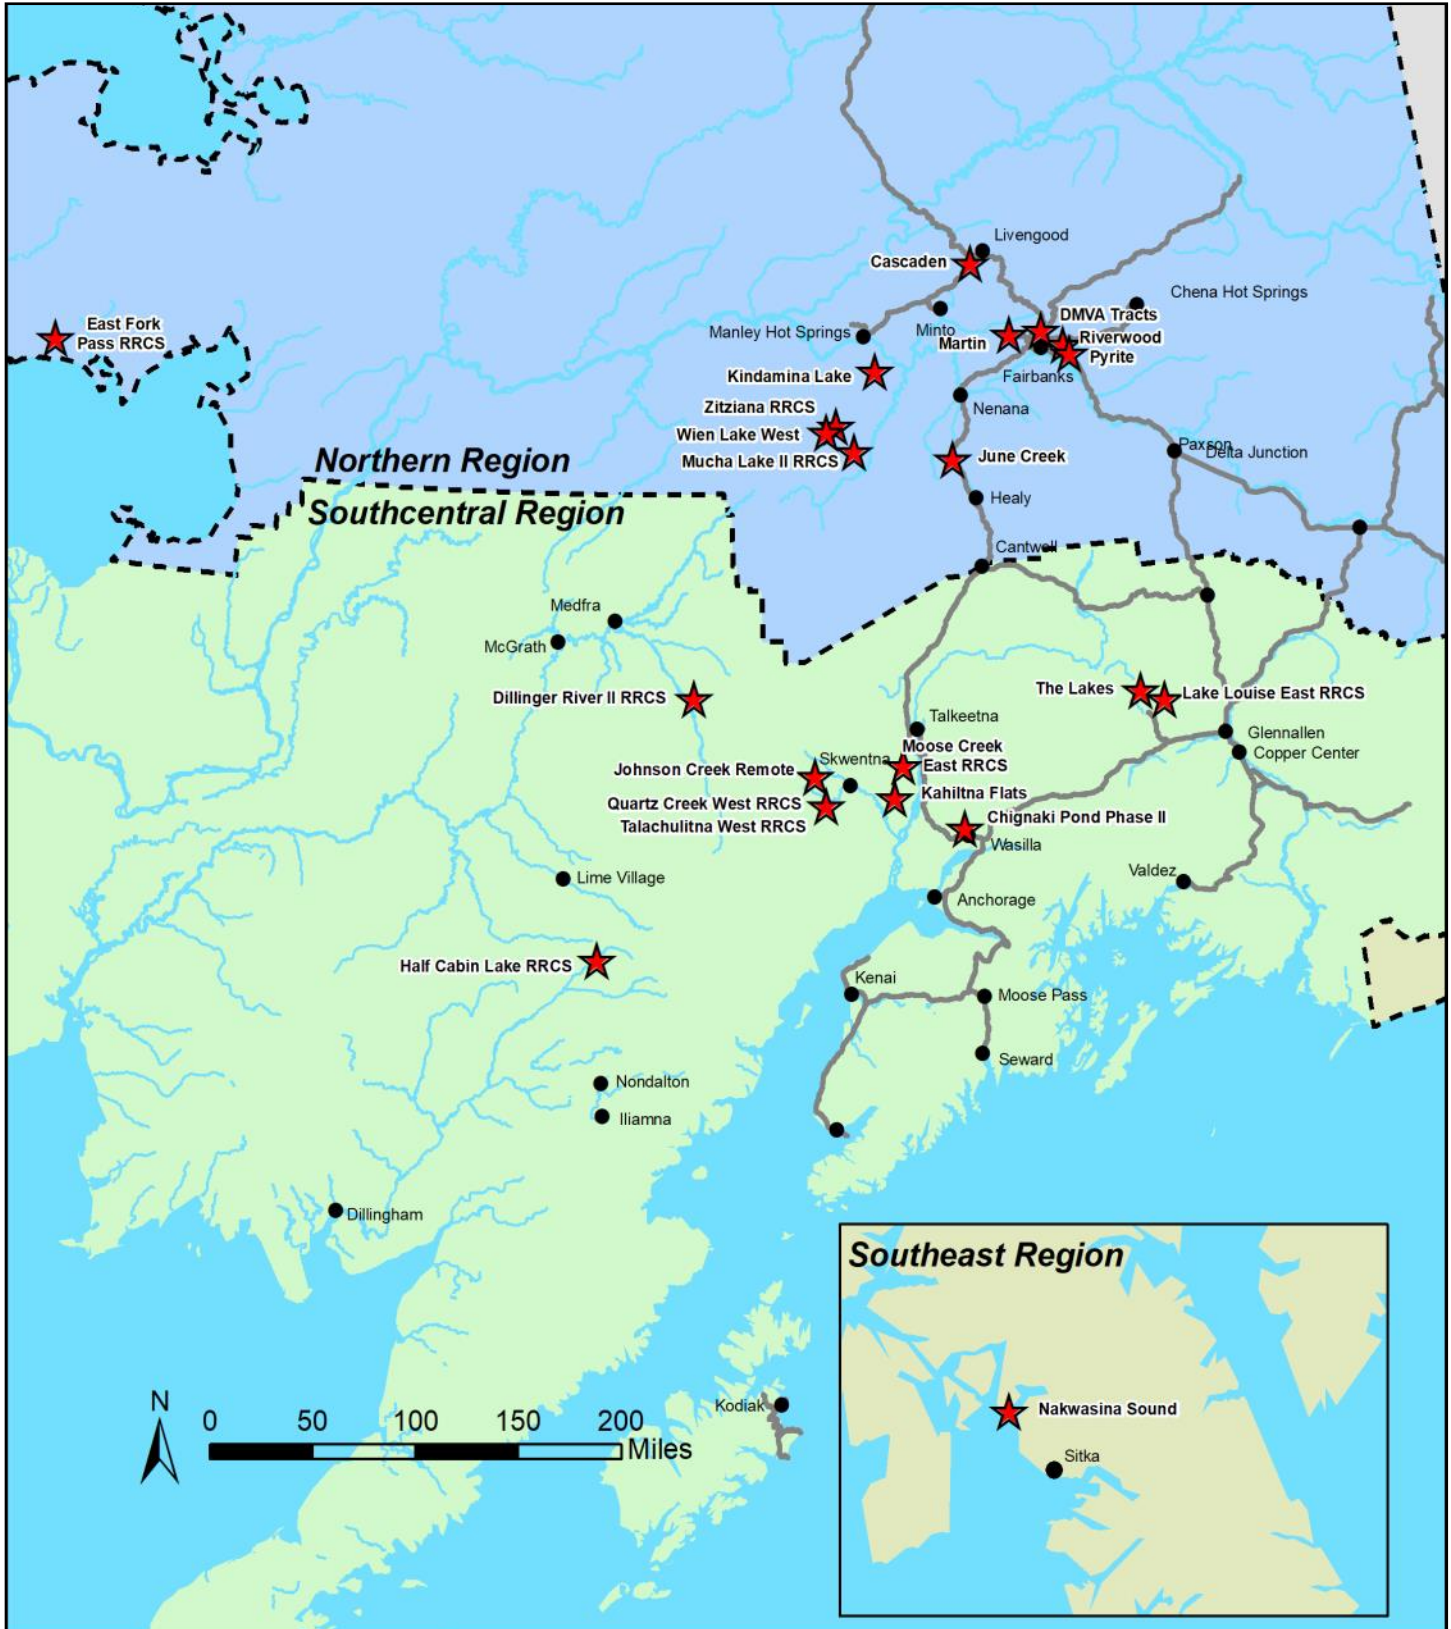 Livengood
Cascaden
Chena Hot Springs
DMVA Tracts
East Fork
Pass RRCS
Manley Hot Springs
Minto
Martin
Riverwood
Pyrite
Kindamina Lake
Fairbanks
Zitziana RRCS
Nenana
Wien Lake West
Mucha Lake II RRCS
June Creek
Paxson
Delta Junction
Northern Region
Healy
Southcentral Region
Cantwell
Medfra
McGrath
Dillinger River II RRCS
The Lakes
Lake Louise East RRCS
Talkeetna
Glennallen
Moose Creek
East RRCS
Copper Center
Skwentna
Johnson Creek Remote
Kahiltna Flats
Quartz Creek West RRCS
Talachulitna West RRCS
Chignaki Pond Phase II
Wasilla
Lime Village
Valdez
Anchorage
Half Cabin Lake RRCS
Kenai
Moose Pass
Seward
Nondalton
Iliamna
Dillingham
Southeast Region
Nakwasina Sound
Sitka
Kodiak
N
0 50 100 150 200
Miles